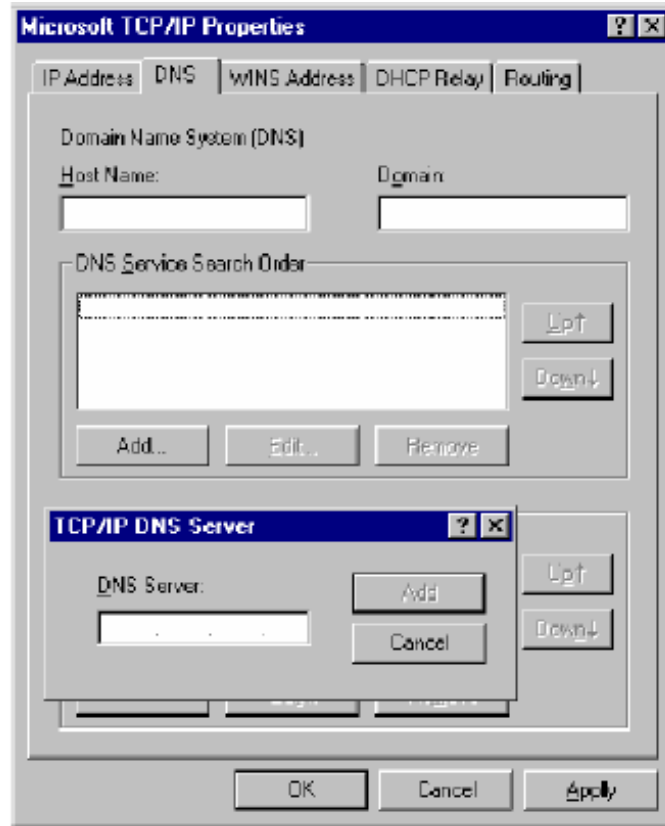 Microsoft TCP/IP Properties
IP Address DNS WINS Address DHCP Relay Routing
Domain Name System (DNS)
Host Name: Domain:
DNS Service Search Order
Up↑
Down↓
Add... Edit... Remove
TCP/IP DNS Server
DNS Server:
. . .
Add
Cancel
Up↑
Down↓
OK Cancel Apply